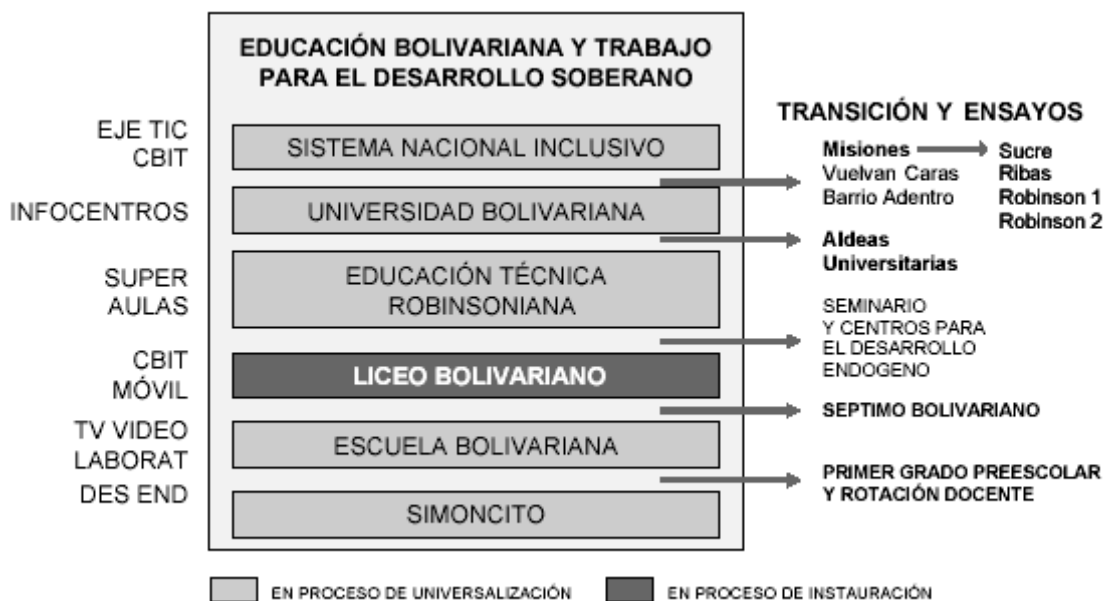 EDUCACIÓN BOLIVARIANA Y TRABAJO
PARA EL DESARROLLO SOBERANO
EJE TIC
CBIT
INFOCENTROS
SUPER
AULAS
CBIT
MÓVIL
TV VIDEO
LABORAT
DES END
SISTEMA NACIONAL INCLUSIVO
UNIVERSIDAD BOLIVARIANA
EDUCACIÓN TÉCNICA
ROBINSONIANA
LICEO BOLIVARIANO
ESCUELA BOLIVARIANA
SIMONCITO
TRANSICIÓN Y ENSAYOS
Misiones
Vuelvan Caras
Barrio Adentro
Sucre
Ribas
Robinson 1
Robinson 2
Aldeas
Universitarias
SEMINARIO
Y CENTROS PARA
EL DESARROLLO
ENDOGENO
SEPTIMO BOLIVARIANO
PRIMER GRADO PREESCOLAR
Y ROTACIÓN DOCENTE
EN PROCESO DE UNIVERSALIZACIÓN
EN PROCESO DE INSTAURACIÓN